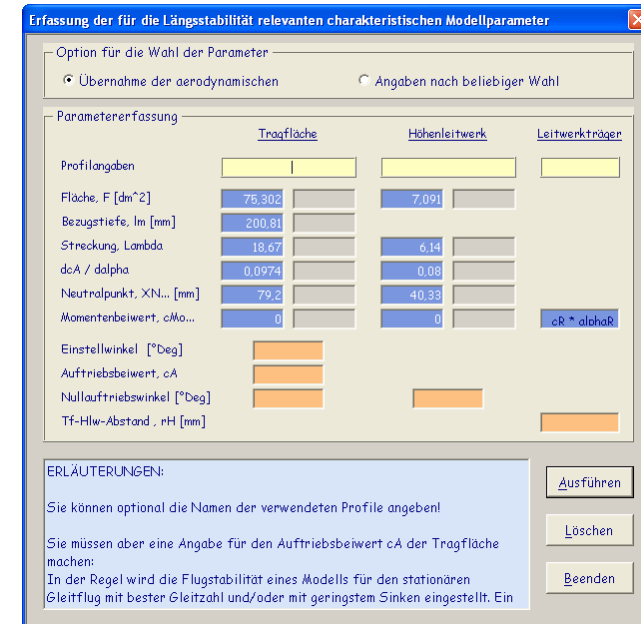 Erfassung der für die Längsstabilität relevanten charakteristischen Modellparameter
Option für die Wahl der Parameter
Übernahme der aerodynamischen Angaben nach beliebiger Wahl
Parametererfassung
Tragfläche Höhenleitwerk Leitwerkträger
Profilangaben
Fläche, F [dm^2] 75,302 7,091
Bezugstiefe, lm [mm] 200,81
Streckung, Lambda 18,67 6,14
dcA / dalpha 0,0974 0,08
Neutralpunkt, XN... [mm] 79,2 40,33
Momentenbeiwert, cMo... 0 0 cR * alphaR
Einstellwinkel [°Deg]
Auftriebsbeiwert, cA
Nullauftriebswinkel [°Deg]
Tf-Hlw-Abstand , rH [mm]
ERLÄUTERUNGEN:
Sie können optional die Namen der verwendeten Profile angeben!
Sie müssen aber eine Angabe für den Auftriebsbeiwert cA der Tragfläche
machen:
In der Regel wird die Flugstabilität eines Modells für den stationären
Gleitflug mit bester Gleitzahl und/oder mit geringstem Sinken eingestellt. Ein
Ausführen
Löschen
Beenden